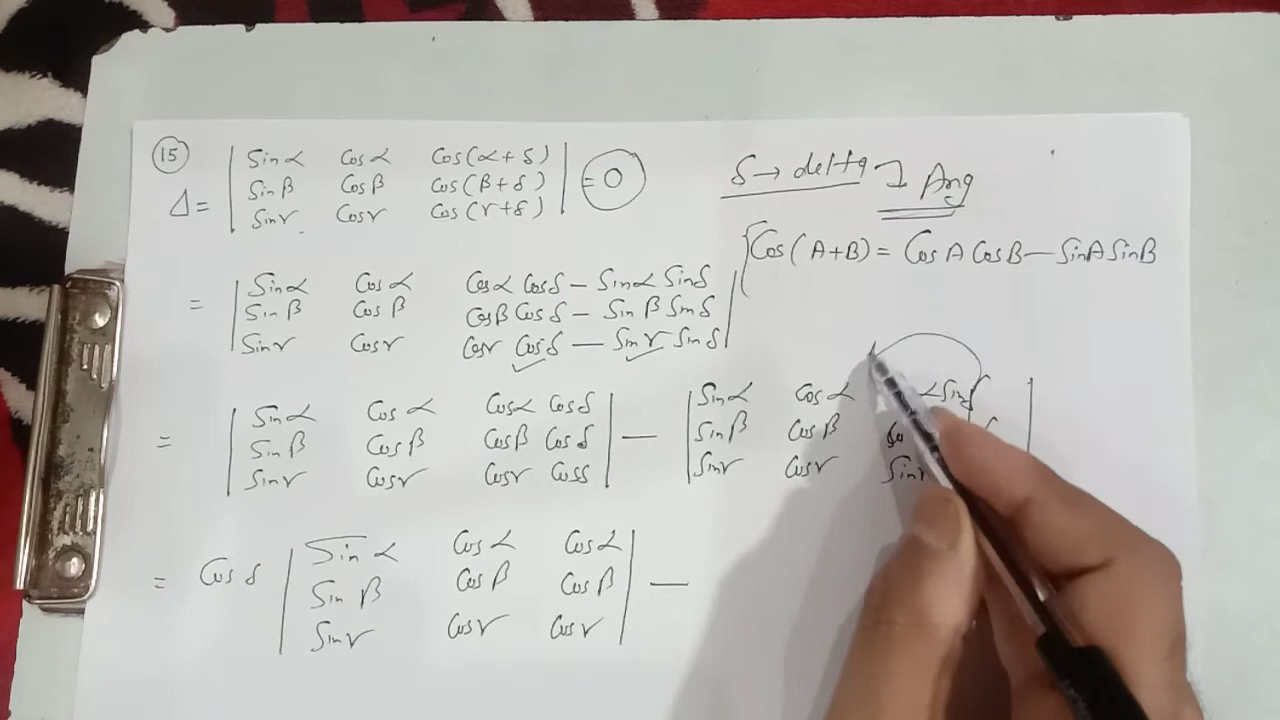 15
Δ = | Sin α Cos α Cos(α + δ) | = 0
| Sin β Cos β Cos(β + δ) |
| Sin r Cos r Cos(r + δ) |
δ → delta → Ang
Cos(A+B) = Cos A Cos B — Sin A Sin B
= | Sin α Cos α Cos α Cos δ — Sin α Sin δ |
| Sin β Cos β Cos β Cos δ — Sin β Sin δ |
| Sin r Cos r Cos r Cos δ — Sin r Sin δ |
= | Sin α Cos α Cos α Cos δ | — | Sin α Cos α α Sin δ |
| Sin β Cos β Cos β Cos δ | | Sin β Cos β |
| Sin r Cos r Cos r Cos δ | | Sin r Cos r Sin r |
= Cos δ | Sin α Cos α Cos α | —
| Sin β Cos β Cos β |
| Sin r Cos r Cos r |